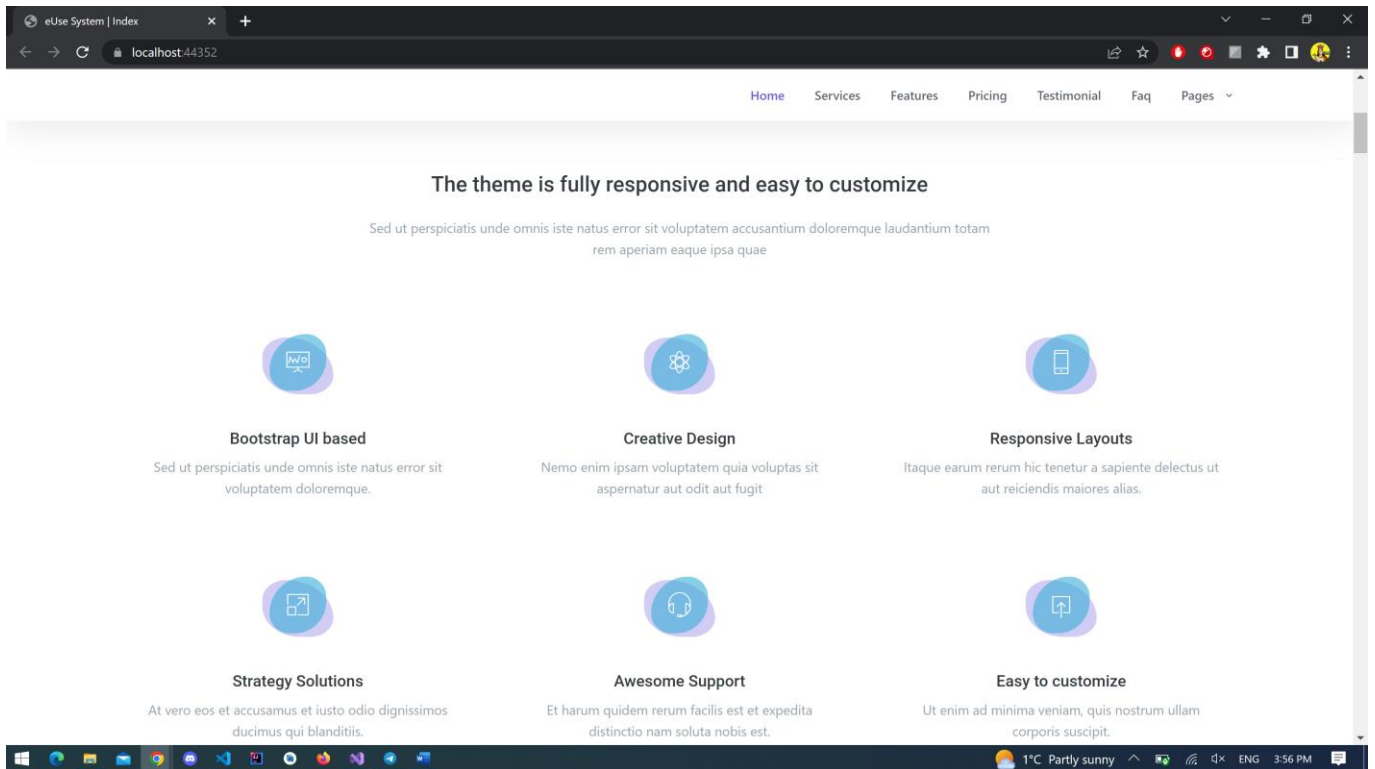 eUse System | Index
localhost:44352
Home Services Features Pricing Testimonial Faq Pages
The theme is fully responsive and easy to customize
Sed ut perspiciatis unde omnis iste natus error sit voluptatem accusantium doloremque laudantium totam
rem aperiam eaque ipsa quae
Bootstrap UI based
Sed ut perspiciatis unde omnis iste natus error sit
voluptatem doloremque.
Creative Design
Nemo enim ipsam voluptatem quia voluptas sit
aspernatur aut odit aut fugit
Responsive Layouts
Itaque earum rerum hic tenetur a sapiente delectus ut
aut reiciendis maiores alias.
Strategy Solutions
At vero eos et accusamus et iusto odio dignissimos
ducimus qui blanditiis.
Awesome Support
Et harum quidem rerum facilis est et expedita
distinctio nam soluta nobis est.
Easy to customize
Ut enim ad minima veniam, quis nostrum ullam
corporis suscipit.
1°C Partly sunny ENG 3:56 PM